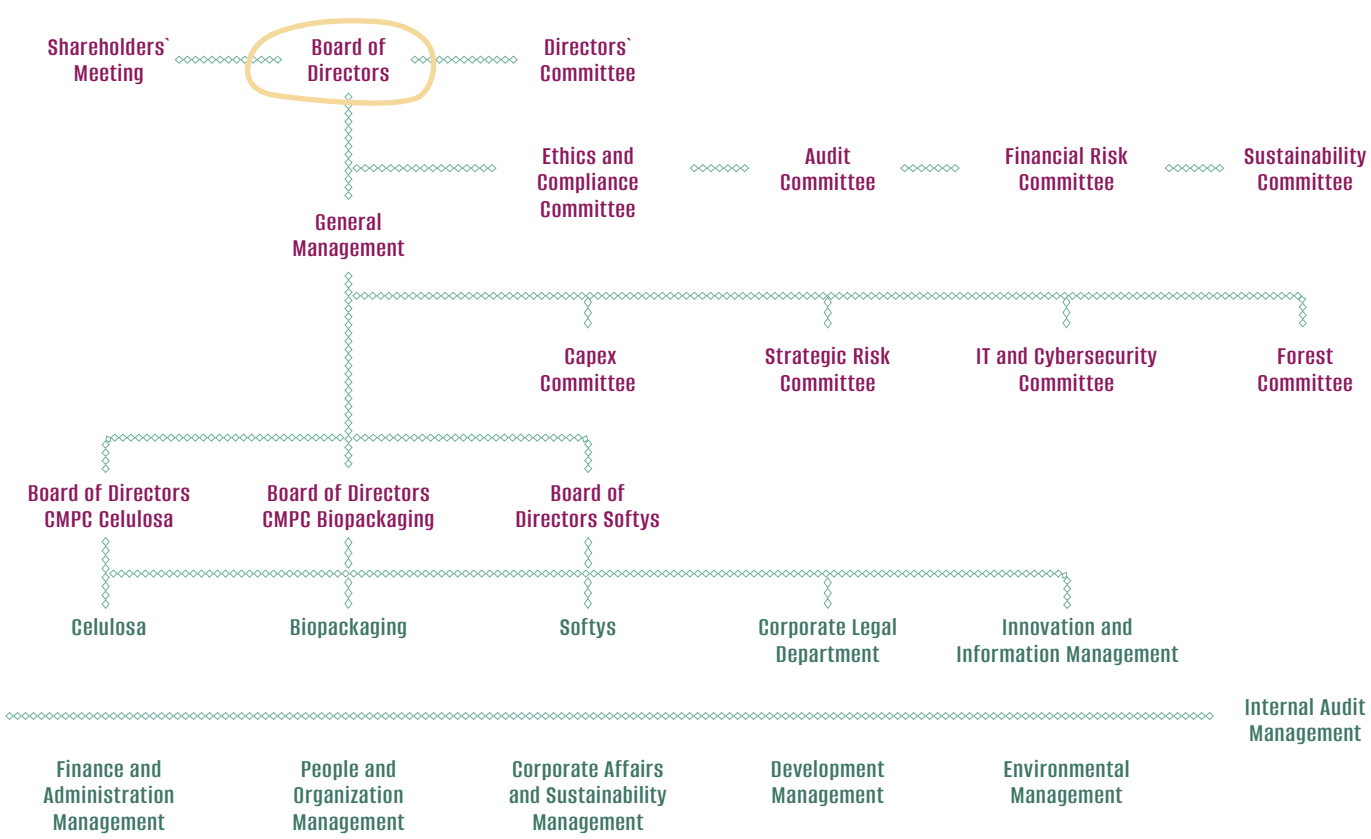 Shareholders`
Meeting
Board of
Directors
Directors`
Committee
Ethics and
Compliance
Committee
Audit
Committee
Financial Risk
Committee
Sustainability
Committee
General
Management
Capex
Committee
Strategic Risk
Committee
IT and Cybersecurity
Committee
Forest
Committee
Board of Directors
CMPC Celulosa
Board of Directors
CMPC Biopackaging
Board of
Directors Softys
Celulosa
Biopackaging
Softys
Corporate Legal
Department
Innovation and
Information Management
Internal Audit
Management
Finance and
Administration
Management
People and
Organization
Management
Corporate Affairs
and Sustainability
Management
Development
Management
Environmental
Management